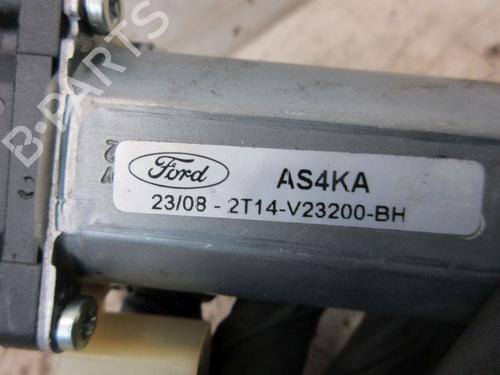 B-PARTS
Ford AS4KA
23/08 - 2T14-V23200-BH